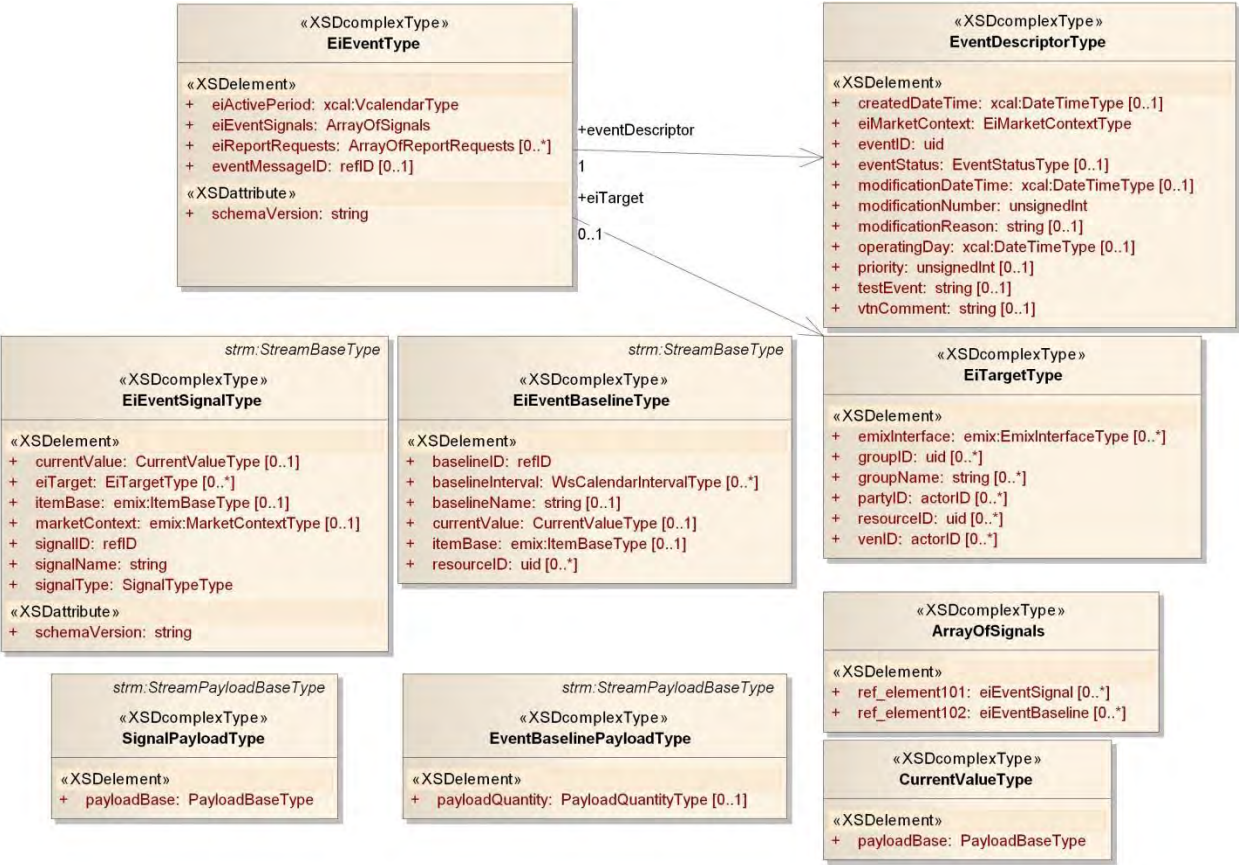 «XSDcomplexType»
EiEventType
«XSDelement»
+ eiActivePeriod: xcal:VcalendarType
+ eiEventSignals: ArrayOfSignals
+ eiReportRequests: ArrayOfReportRequests [0..*]
+ eventMessageID: refID [0..1]
«XSDattribute»
+ schemaVersion: string
+eventDescriptor
1
+eiTarget
0..1
«XSDcomplexType»
EventDescriptorType
«XSDelement»
+ createdDateTime: xcal:DateTimeType [0..1]
+ eiMarketContext: EiMarketContextType
+ eventID: uid
+ eventStatus: EventStatusType [0..1]
+ modificationDateTime: xcal:DateTimeType [0..1]
+ modificationNumber: unsignedInt
+ modificationReason: string [0..1]
+ operatingDay: xcal:DateTimeType [0..1]
+ priority: unsignedInt [0..1]
+ testEvent: string [0..1]
+ vtnComment: string [0..1]
strm:StreamBaseType
«XSDcomplexType»
EiEventSignalType
«XSDelement»
+ currentValue: CurrentValueType [0..1]
+ eiTarget: EiTargetType [0..*]
+ itemBase: emix:ItemBaseType [0..1]
+ marketContext: emix:MarketContextType [0..1]
+ signalID: refID
+ signalName: string
+ signalType: SignalTypeType
«XSDattribute»
+ schemaVersion: string
strm:StreamBaseType
«XSDcomplexType»
EiEventBaselineType
«XSDelement»
+ baselineID: refID
+ baselineInterval: WsCalendarIntervalType [0..*]
+ baselineName: string [0..1]
+ currentValue: CurrentValueType [0..1]
+ itemBase: emix:ItemBaseType [0..1]
+ resourceID: uid [0..*]
«XSDcomplexType»
EiTargetType
«XSDelement»
+ emixInterface: emix:EmixInterfaceType [0..*]
+ groupID: uid [0..*]
+ groupName: string [0..*]
+ partyID: actorID [0..*]
+ resourceID: uid [0..*]
+ venID: actorID [0..*]
«XSDcomplexType»
ArrayOfSignals
«XSDelement»
+ ref_element101: eiEventSignal [0..*]
+ ref_element102: eiEventBaseline [0..*]
strm:StreamPayloadBaseType
«XSDcomplexType»
SignalPayloadType
«XSDelement»
+ payloadBase: PayloadBaseType
strm:StreamPayloadBaseType
«XSDcomplexType»
EventBaselinePayloadType
«XSDelement»
+ payloadQuantity: PayloadQuantityType [0..1]
«XSDcomplexType»
CurrentValueType
«XSDelement»
+ payloadBase: PayloadBaseType